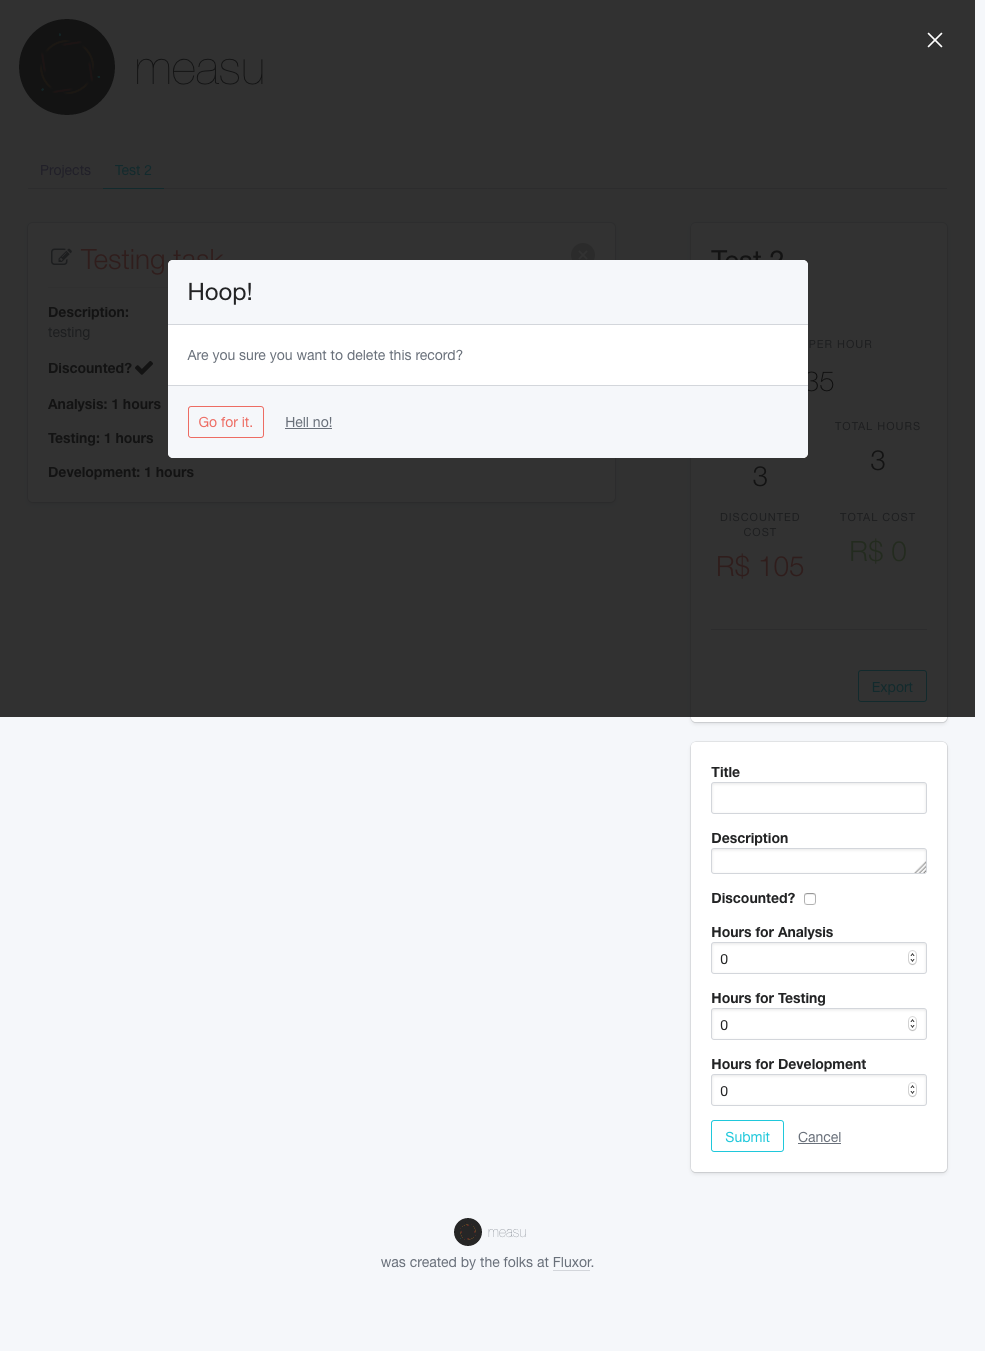 measu
Projects
Test 2
Testing task
Description:
testing
Discounted?
Analysis: 1 hours
Testing: 1 hours
Development: 1 hours
Hoop!
Are you sure you want to delete this record?
Go for it.
Hell no!
Test 2
PER HOUR
35
3
TOTAL HOURS
3
DISCOUNTED
COST
R$ 105
TOTAL COST
R$ 0
Export
Title
Description
Discounted?
Hours for Analysis
0
Hours for Testing
0
Hours for Development
0
Submit
Cancel
measu
was created by the folks at Fluxor.